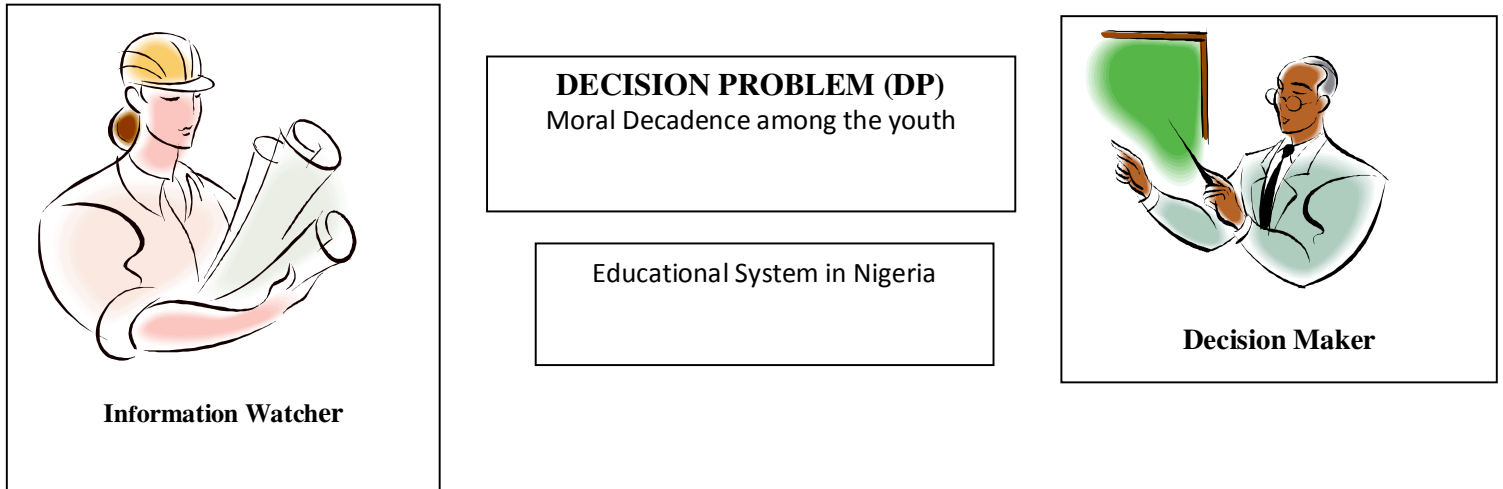 DECISION PROBLEM (DP)
Moral Decadence among the youth
Educational System in Nigeria
Decision Maker
Information Watcher